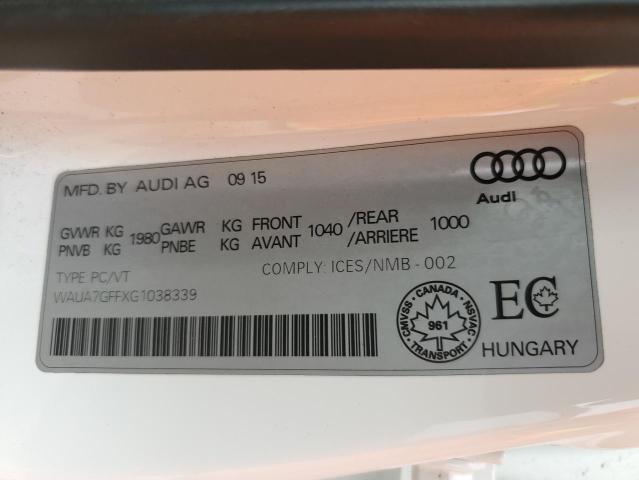 MFD. BY AUDI AG 09 15
Audi
GVWR KG 1980 GAWR KG FRONT 1040 /REAR 1000
PNVB KG PNBE KG AVANT /ARRIERE
COMPLY: ICES/NMB - 002
TYPE PC/VT
WAUA7GFFXG1038339
CMVSS · CANADA · NSVAC
961
TRANSPORT
EC
HUNGARY